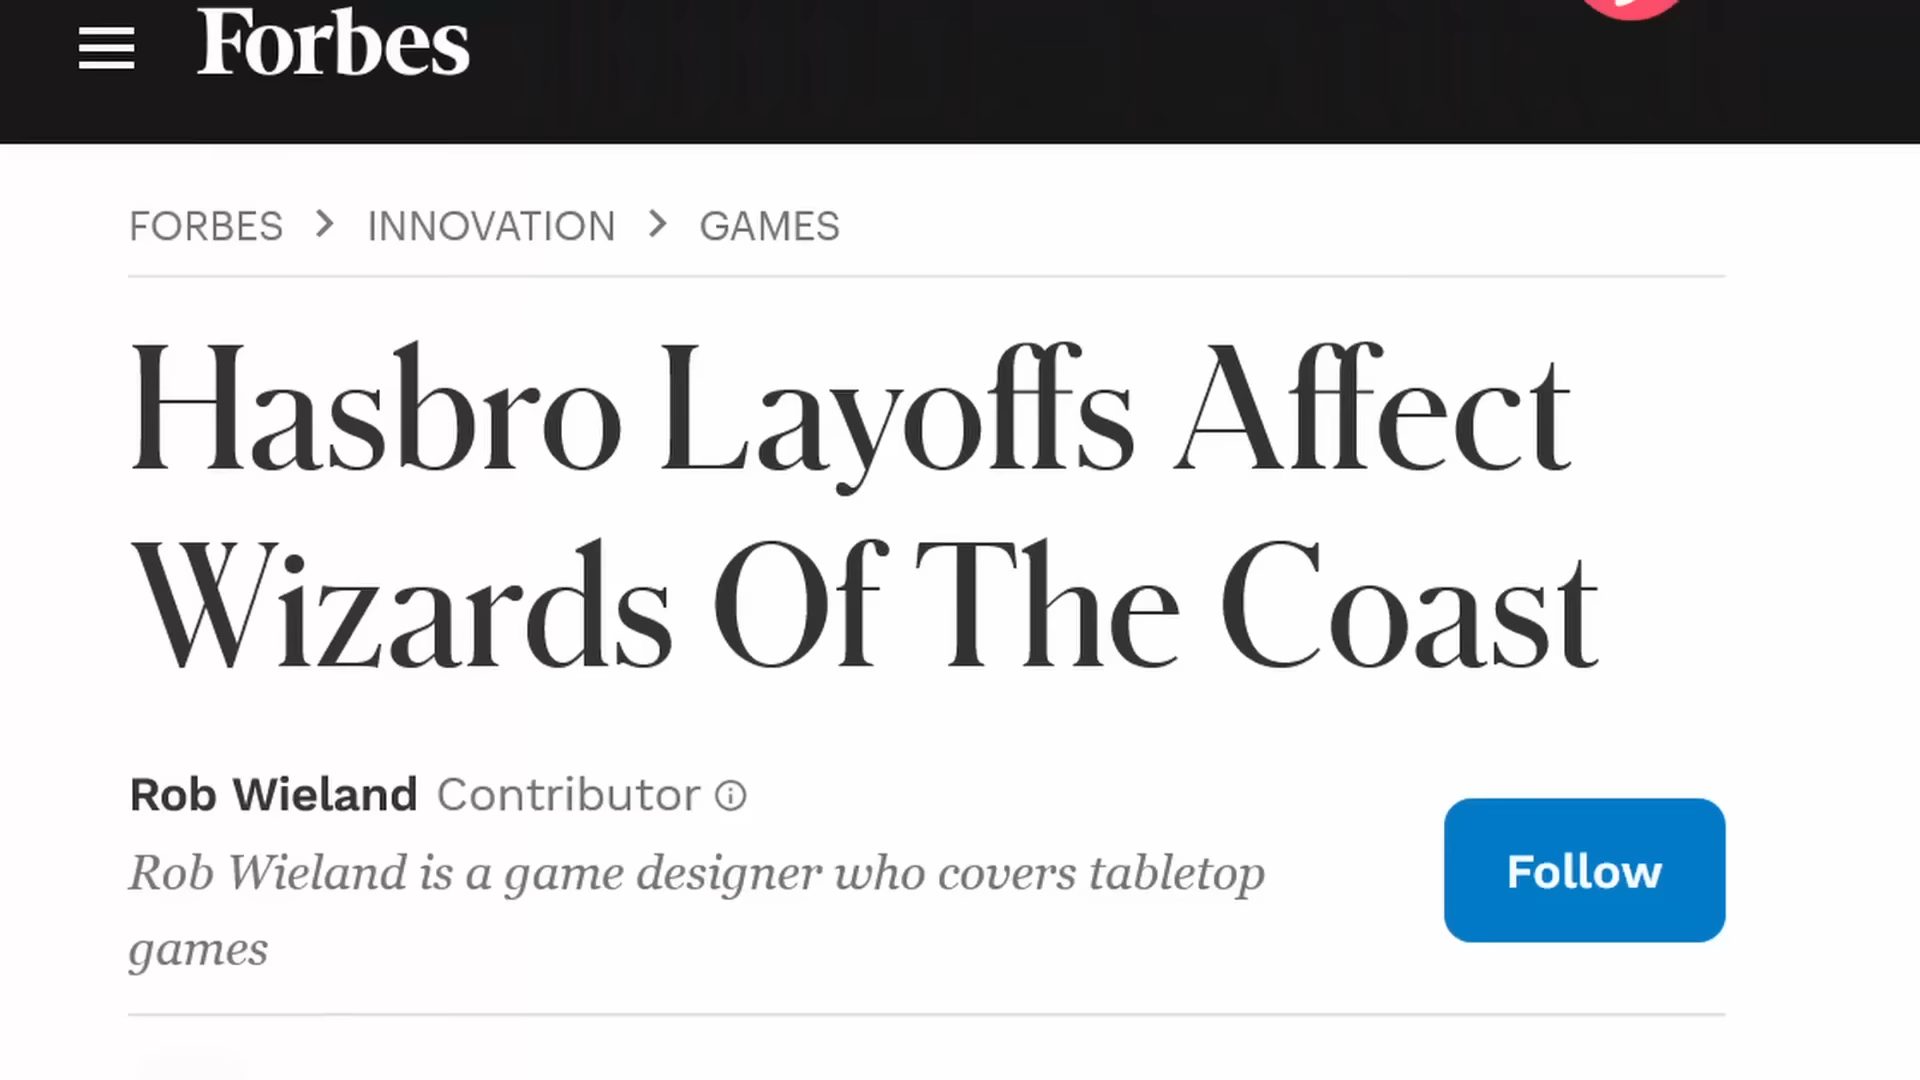 Forbes
FORBES > INNOVATION > GAMES
Hasbro Layoffs Affect
Wizards Of The Coast
Rob Wieland Contributor
Rob Wieland is a game designer who covers tabletop
games
Follow